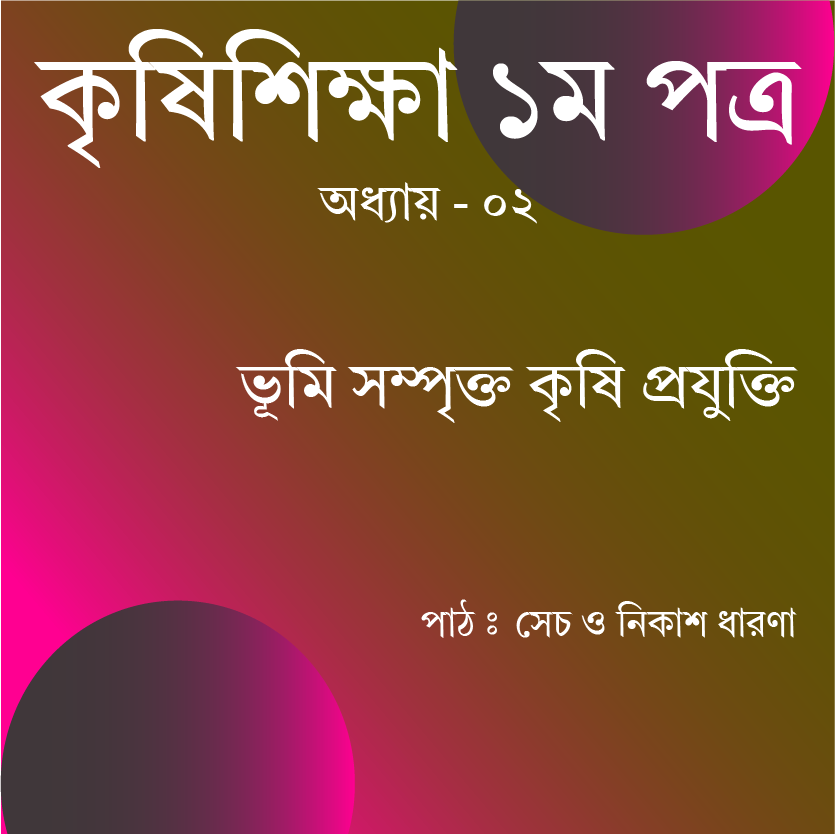 কৃষিশিক্ষা ১ম পত্র
অধ্যায় - ০২
ভূমি সম্পৃক্ত কৃষি প্রযুক্তি
পাঠ ঃ সেচ ও নিকাশ ধারণা